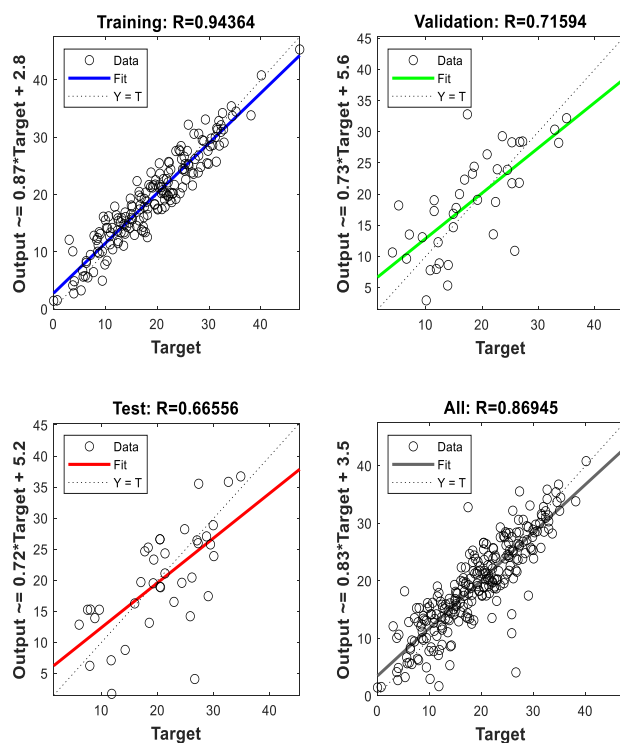 Training: R=0.94364
Output ~= 0.87*Target + 2.8
Data
Fit
Y = T
40
30
20
10
0
0 10 20 30 40
Target
Validation: R=0.71594
Output ~= 0.73*Target + 5.6
Data
Fit
Y = T
45
40
35
30
25
20
15
10
5
10 20 30 40
Target
Test: R=0.66556
Output ~= 0.72*Target + 5.2
Data
Fit
Y = T
45
40
35
30
25
20
15
10
5
10 20 30 40
Target
All: R=0.86945
Output ~= 0.83*Target + 3.5
Data
Fit
Y = T
40
30
20
10
0
0 10 20 30 40
Target